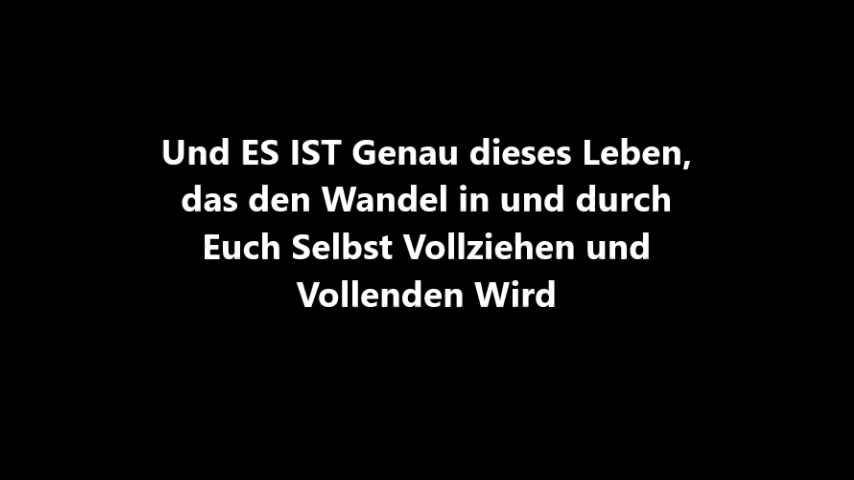 Und ES IST Genau dieses Leben,
das den Wandel in und durch
Euch Selbst Vollziehen und
Vollenden Wird